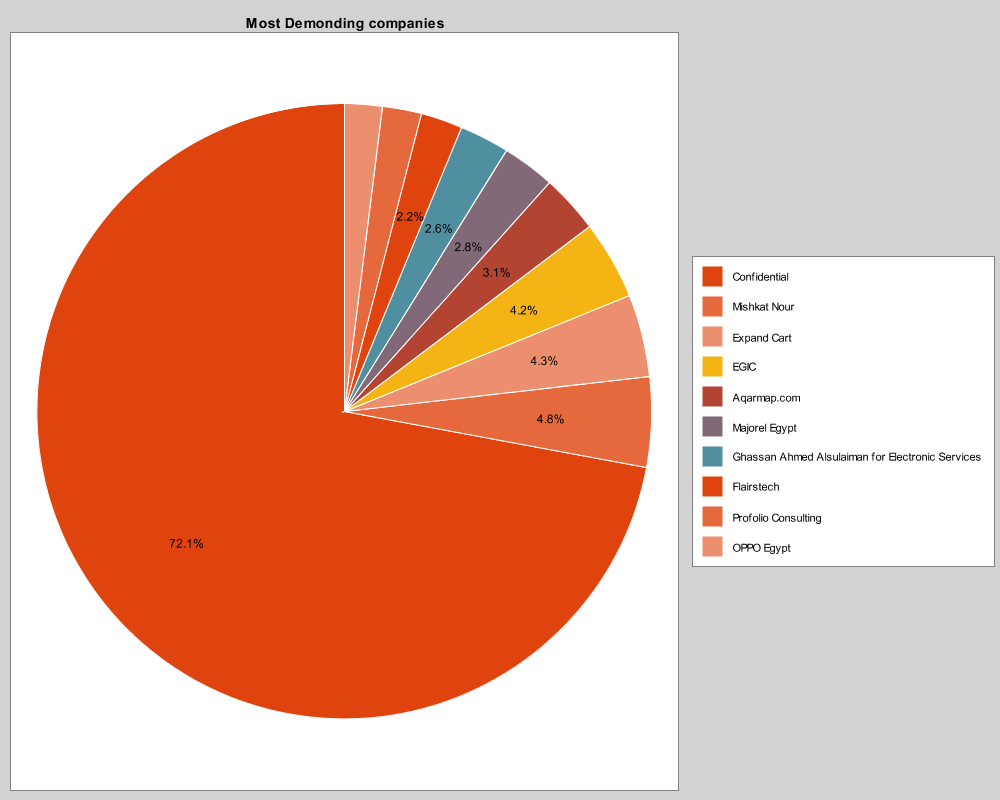 Most Demonding companies
2.2%
2.6%
2.8%
3.1%
4.2%
4.3%
4.8%
72.1%
Confidential
Mishkat Nour
Expand Cart
EGIC
Aqarmap.com
Majorel Egypt
Ghassan Ahmed Alsulaiman for Electronic Services
Flairstech
Profolio Consulting
OPPO Egypt